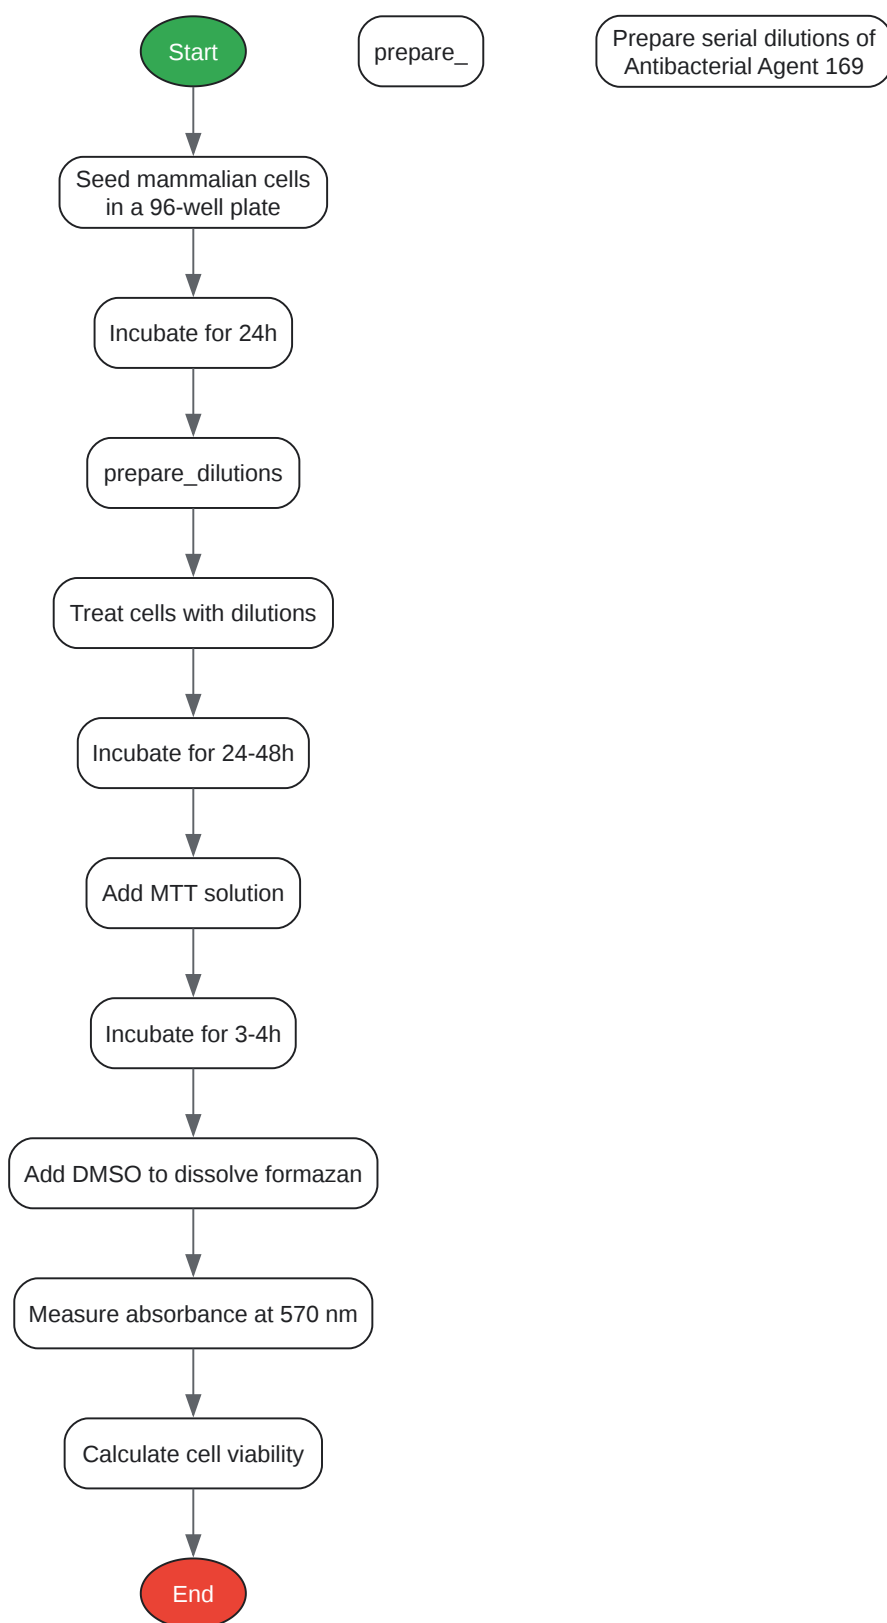 Start
prepare_
Prepare serial dilutions of
Antibacterial Agent 169
Seed mammalian cells
in a 96-well plate
Incubate for 24h
prepare_dilutions
Treat cells with dilutions
Incubate for 24-48h
Add MTT solution
Incubate for 3-4h
Add DMSO to dissolve formazan
Measure absorbance at 570 nm
Calculate cell viability
End